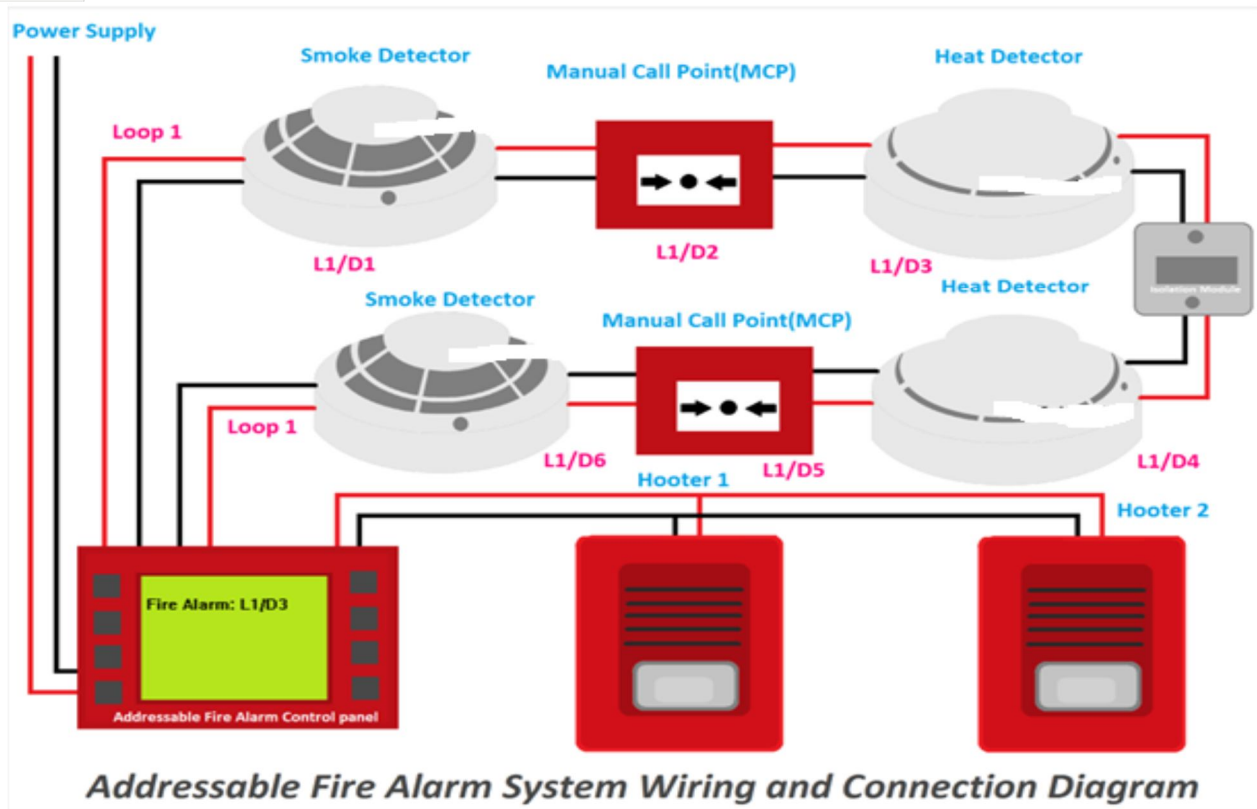 Power Supply
Smoke Detector
Manual Call Point(MCP)
Heat Detector
Loop 1
L1/D1
L1/D2
L1/D3
Isolation Module
Smoke Detector
Manual Call Point(MCP)
Heat Detector
Loop 1
L1/D6
L1/D5
L1/D4
Hooter 1
Hooter 2
Fire Alarm: L1/D3
Addressable Fire Alarm Control panel
Addressable Fire Alarm System Wiring and Connection Diagram